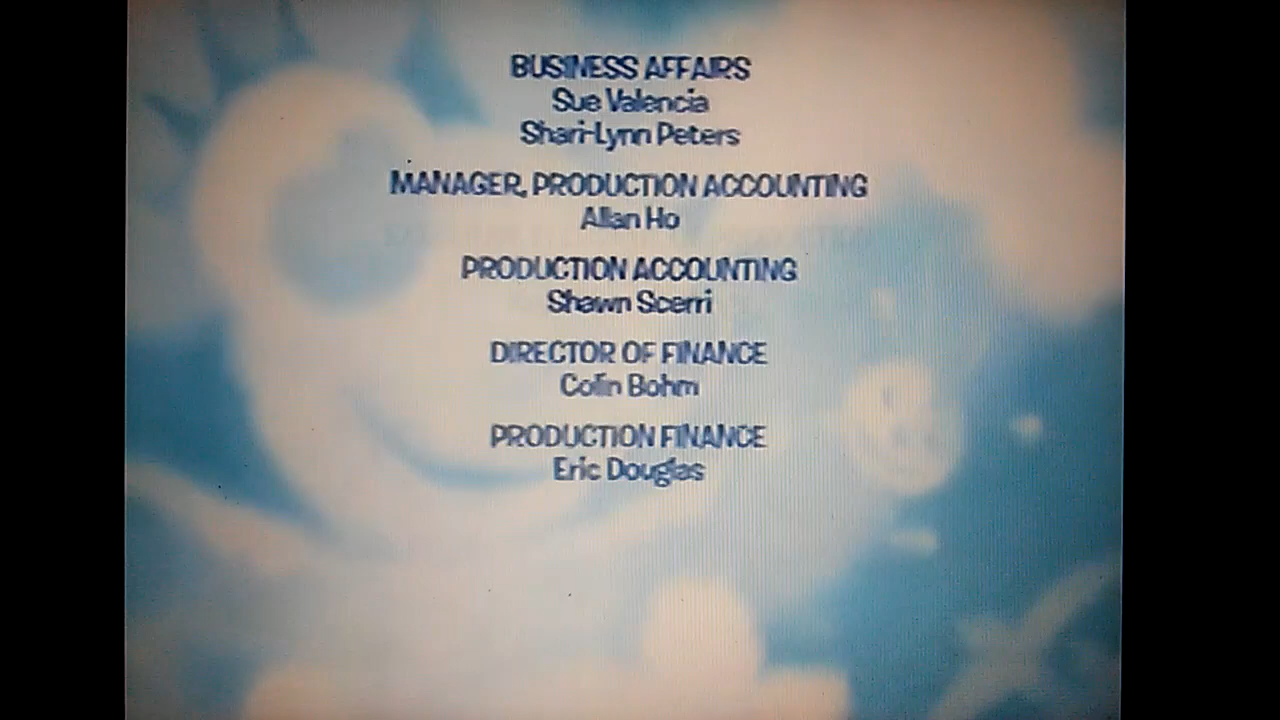 BUSINESS AFFAIRS
Sue Valencia
Shari-Lynn Peters
MANAGER, PRODUCTION ACCOUNTING
Allan Ho
PRODUCTION ACCOUNTING
Shawn Scerri
DIRECTOR OF FINANCE
Colin Bohm
PRODUCTION FINANCE
Eric Douglas